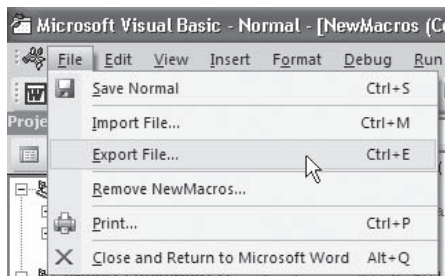 Microsoft Visual Basic - Normal - [NewMacros (C
File Edit View Insert Format Debug Run
Save Normal Ctrl+S
Import File... Ctrl+M
Proje
Export File... Ctrl+E
Remove NewMacros...
Print... Ctrl+P
Close and Return to Microsoft Word Alt+Q